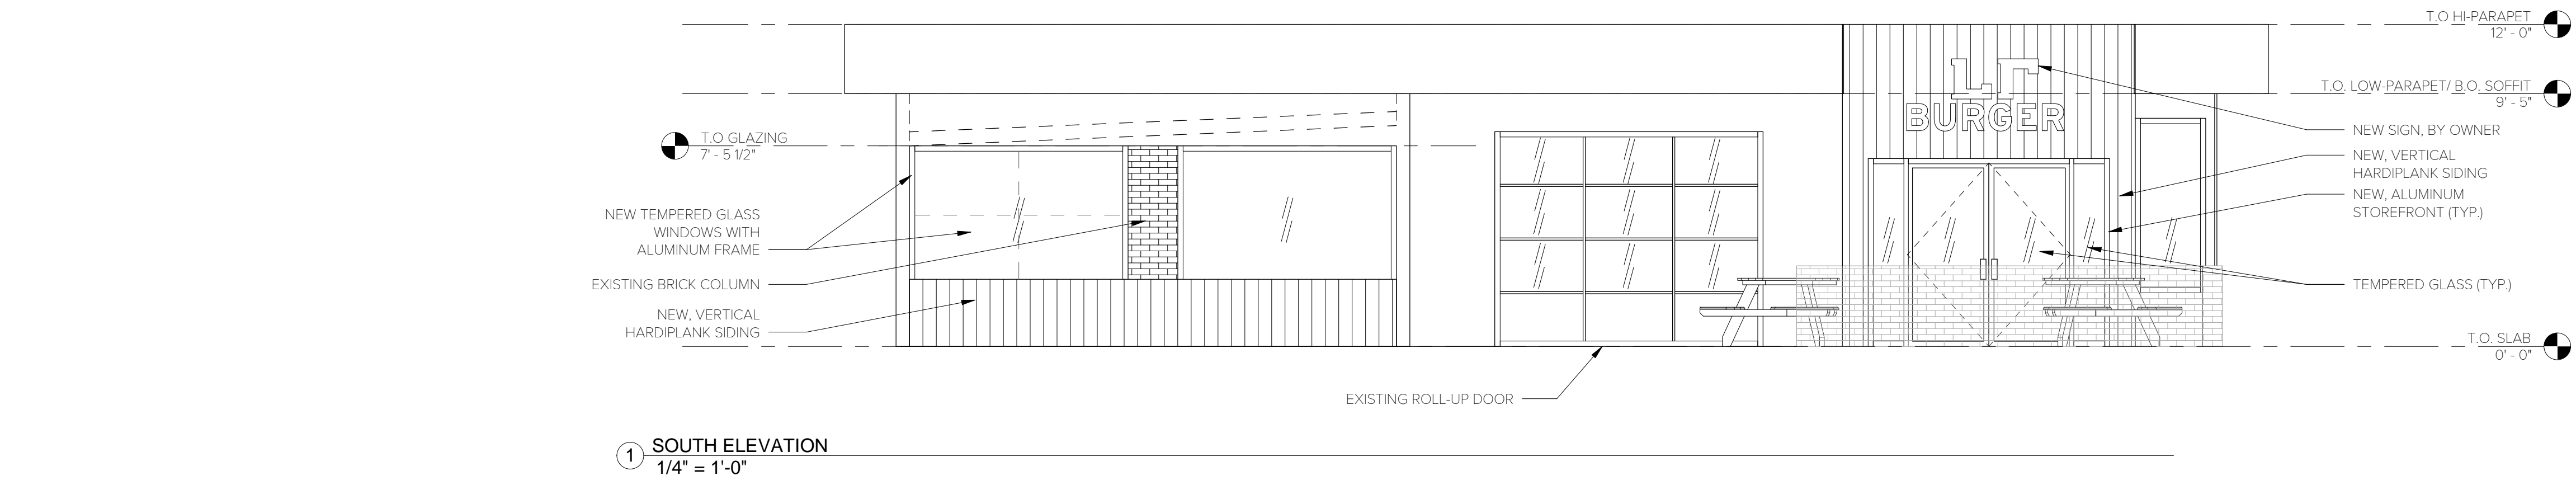 T.O HI-PARAPET
12' - 0"
T.O. LOW-PARAPET/ B.O. SOFFIT
9' - 5"
T.O GLAZING
7' - 5 1/2"
BURGER
NEW SIGN, BY OWNER
NEW, VERTICAL
HARDIPLANK SIDING
NEW, ALUMINUM
STOREFRONT (TYP.)
TEMPERED GLASS (TYP.)
NEW TEMPERED GLASS
WINDOWS WITH
ALUMINUM FRAME
EXISTING BRICK COLUMN
NEW, VERTICAL
HARDIPLANK SIDING
T.O. SLAB
0' - 0"
EXISTING ROLL-UP DOOR
1 SOUTH ELEVATION
1/4" = 1'-0"